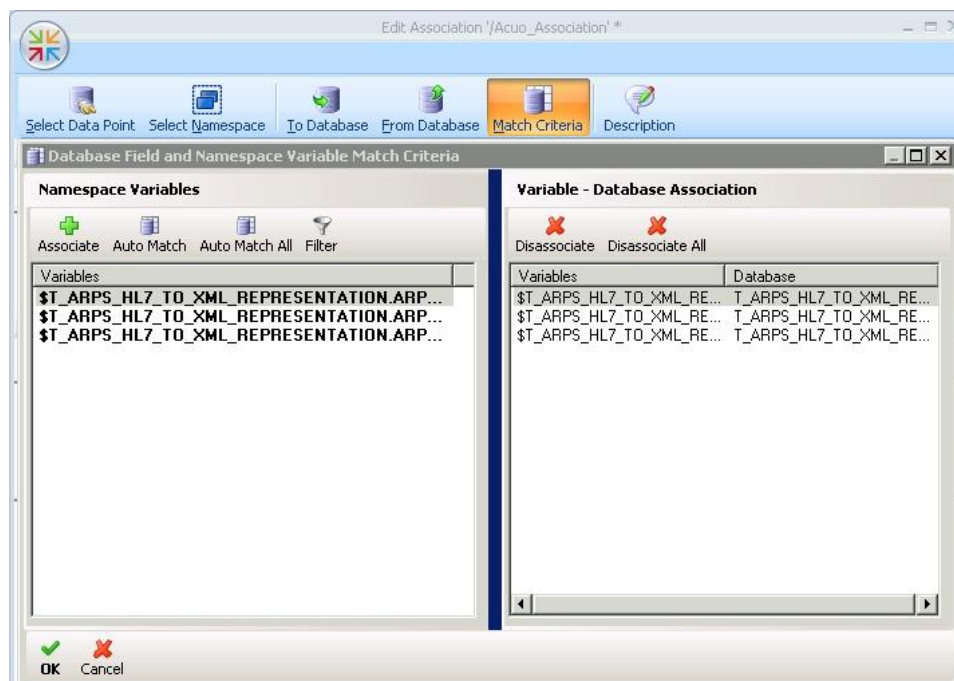 Edit Association '/Acuo_Association' *
Select Data Point Select Namespace To Database From Database Match Criteria Description
Database Field and Namespace Variable Match Criteria
Namespace Variables
Associate Auto Match Auto Match All Filter
Variables
$T_ARPS_HL7_TO_XML_REPRESENTATION.ARP...
$T_ARPS_HL7_TO_XML_REPRESENTATION.ARP...
$T_ARPS_HL7_TO_XML_REPRESENTATION.ARP...
Variable - Database Association
Disassociate Disassociate All
Variables Database
$T_ARPS_HL7_TO_XML_RE... T_ARPS_HL7_TO_XML_RE...
$T_ARPS_HL7_TO_XML_RE... T_ARPS_HL7_TO_XML_RE...
$T_ARPS_HL7_TO_XML_RE... T_ARPS_HL7_TO_XML_RE...
OK Cancel